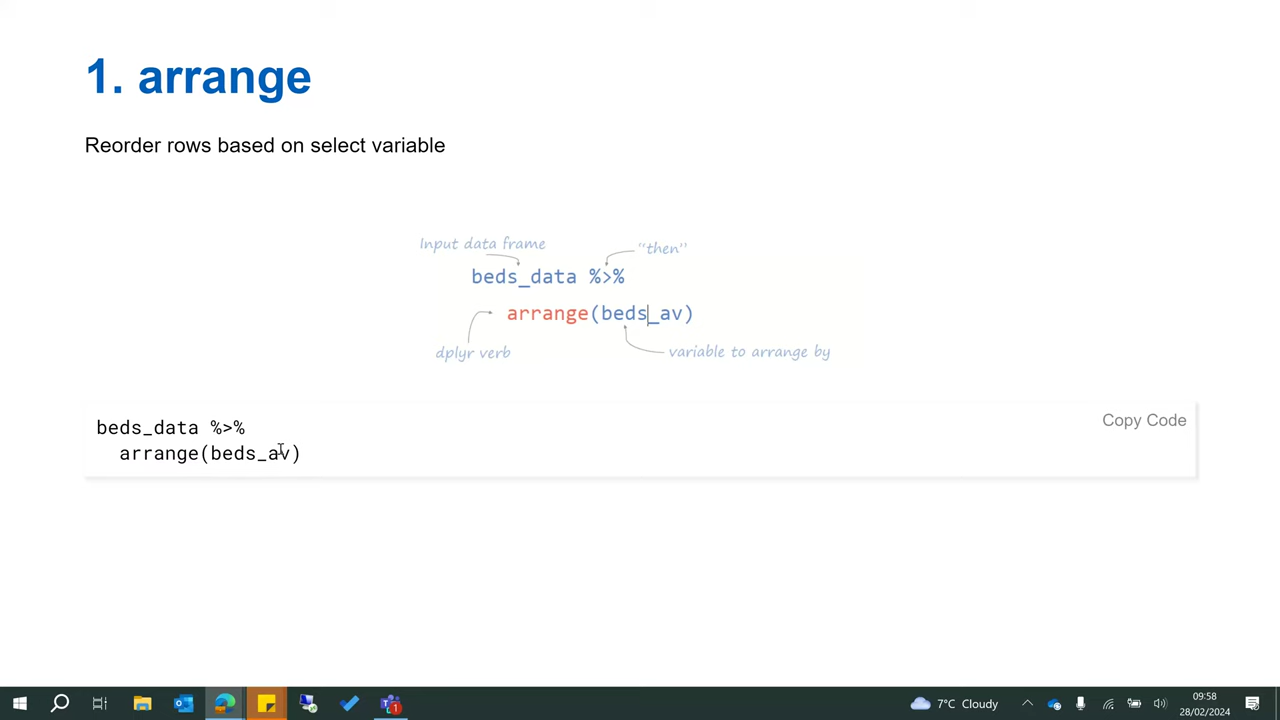 1. arrange
Reorder rows based on select variable
Input data frame
"then"
beds_data %>%
arrange(beds_av)
dplyr verb
variable to arrange by
Copy Code
beds_data %>%
arrange(beds_av)
1
7°C Cloudy
09:58
28/02/2024